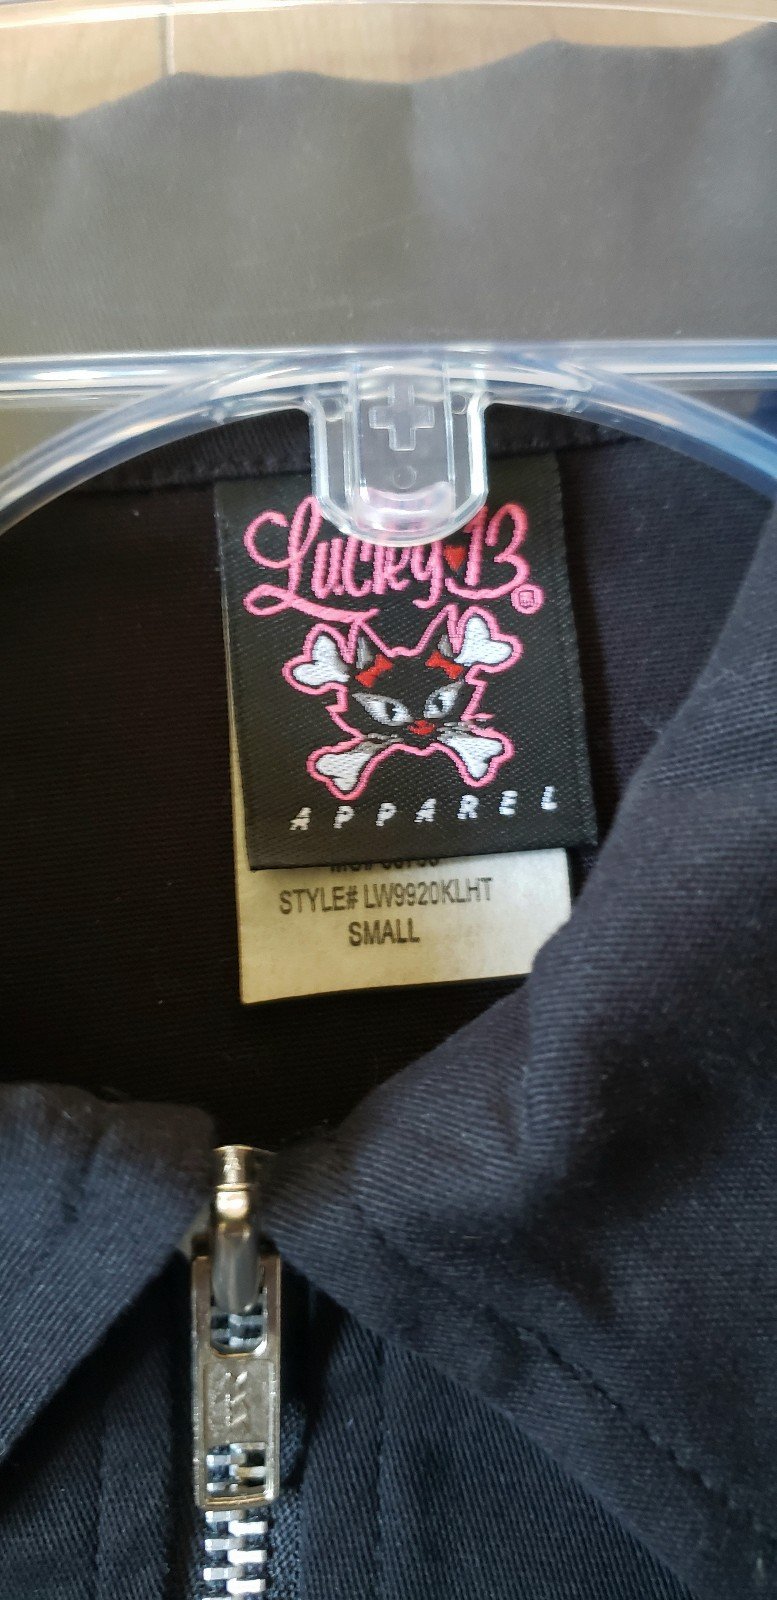 Lucky 13
APPAREL
STYLE# LW9920KLHT
SMALL